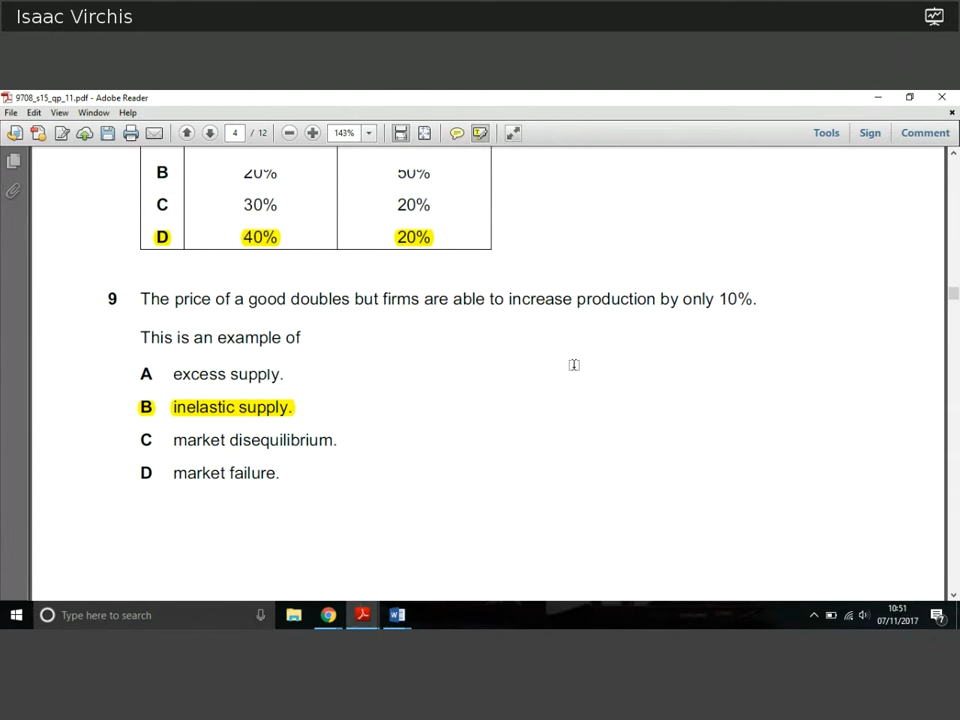 Isaac Virchis
9708_s15_qp_11.pdf - Adobe Reader
File Edit View Window Help
4 / 12 143% Tools Sign Comment
B 20% 50%
C 30% 20%
D 40% 20%
9 The price of a good doubles but firms are able to increase production by only 10%.
This is an example of
A excess supply.
B inelastic supply.
C market disequilibrium.
D market failure.
Type here to search
10:51
07/11/2017
7